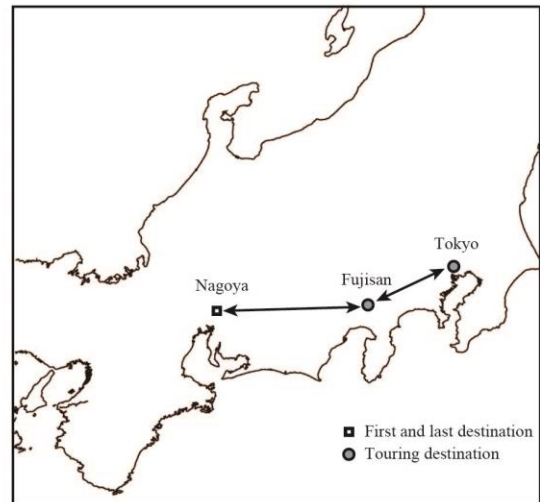 Tokyo
Fujisan
Nagoya
First and last destination
Touring destination